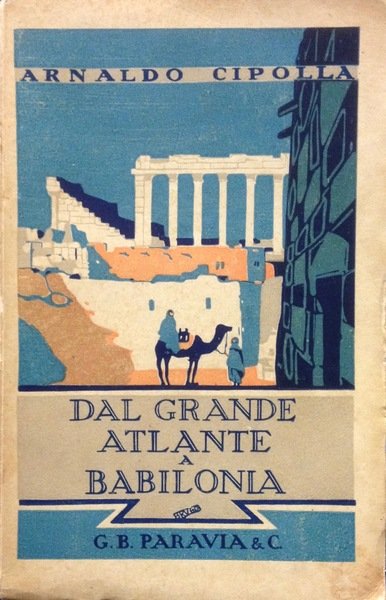 ARNALDO CIPOLLA
DAL GRANDE
ATLANTE
A
BABILONIA
G. B. PARAVIA & C.